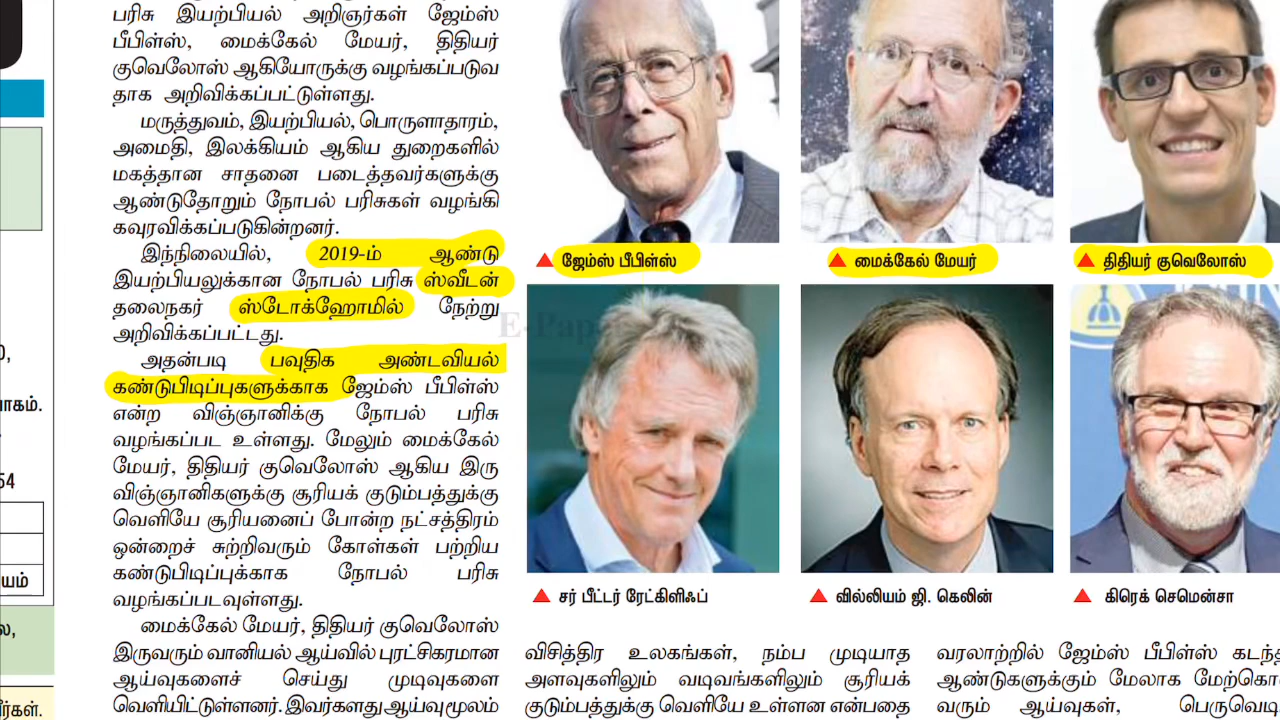 பரிசு இயற்பியல் அறிஞர்கள் ஜேம்ஸ்
பீபிள்ஸ், மைக்கேல் மேயர், திதியர்
குவெலோஸ் ஆகியோருக்கு வழங்கப்படுவ
தாக அறிவிக்கப்பட்டுள்ளது.
மருத்துவம், இயற்பியல், பொருளாதாரம்,
அமைதி, இலக்கியம் ஆகிய துறைகளில்
மகத்தான சாதனை படைத்தவர்களுக்கு
ஆண்டுதோறும் நோபல் பரிசுகள் வழங்கி
கவுரவிக்கப்படுகின்றனர்.
இந்நிலையில், 2019-ம் ஆண்டு
இயற்பியலுக்கான நோபல் பரிசு ஸ்வீடன்
தலைநகர் ஸ்டோக்ஹோமில் நேற்று
அறிவிக்கப்பட்டது.
அதன்படி பவுதிக அண்டவியல்
கண்டுபிடிப்புகளுக்காக ஜேம்ஸ் பீபிள்ஸ்
என்ற விஞ்ஞானிக்கு நோபல் பரிசு
வழங்கப்பட உள்ளது. மேலும் மைக்கேல்
மேயர், திதியர் குவெலோஸ் ஆகிய இரு
விஞ்ஞானிகளுக்கு சூரியக் குடும்பத்துக்கு
வெளியே சூரியனைப் போன்ற நட்சத்திரம்
ஒன்றைச் சுற்றிவரும் கோள்கள் பற்றிய
கண்டுபிடிப்புக்காக நோபல் பரிசு
வழங்கப்படவுள்ளது.
மைக்கேல் மேயர், திதியர் குவெலோஸ்
இருவரும் வானியல் ஆய்வில் புரட்சிகரமான
ஆய்வுகளைச் செய்து முடிவுகளை
வெளியிட்டுள்ளனர். இவர்களது ஆய்வு மூலம்
ஜேம்ஸ் பீபிள்ஸ்
மைக்கேல் மேயர்
திதியர் குவெலோஸ்
சர் பீட்டர் ரேட்கிளிஃப்
வில்லியம் ஜி. கெலின்
கிரெக் செமென்சா
விசித்திர உலகங்கள், நம்ப முடியாத
அளவுகளிலும் வடிவங்களிலும் சூரியக்
குடும்பத்துக்கு வெளியே உள்ளன என்பதை
வரலாற்றில் ஜேம்ஸ் பீபிள்ஸ் கடந்
ஆண்டுகளுக்கும் மேலாக மேற்கொ
வரும் ஆய்வுகள், பெருவெடி
E-Pap